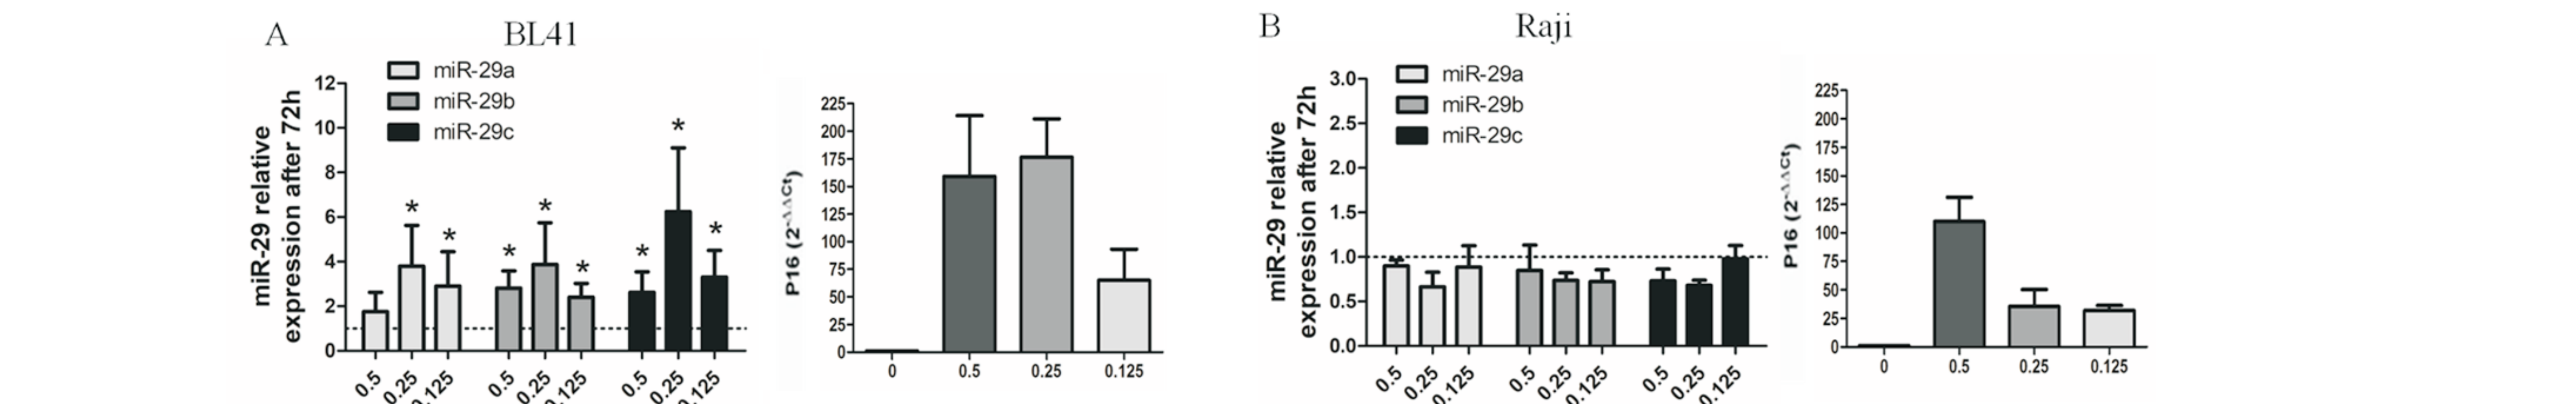 A
BL41
miR-29a
miR-29b
miR-29c
miR-29 relative
expression after 72h
12
10
8
6
4
2
0
* * * * * * * *
0.5 0.25 0.125 0.5 0.25 0.125 0.5 0.25 0.125
P16 (2-ΔΔCt)
225
200
175
150
125
100
75
50
25
0
0 0.5 0.25 0.125
B
Raji
miR-29a
miR-29b
miR-29c
miR-29 relative
expression after 72h
3.0
2.5
2.0
1.5
1.0
0.5
0.0
0.5 0.25 0.125 0.5 0.25 0.125 0.5 0.25 0.125
P16 (2-ΔΔCt)
225
200
175
150
125
100
75
50
25
0
0 0.5 0.25 0.125